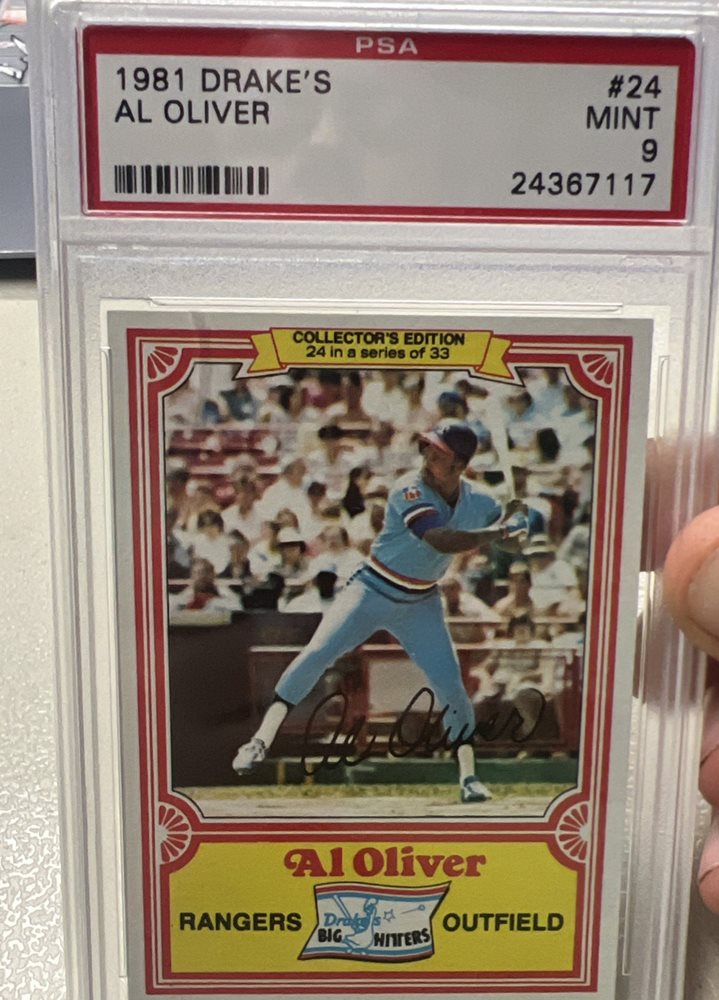 PSA
1981 DRAKE'S #24
AL OLIVER MINT
9
24367117
COLLECTOR'S EDITION
24 in a series of 33
Al Oliver
Al Oliver
RANGERS Drake's OUTFIELD
BIG HITTERS